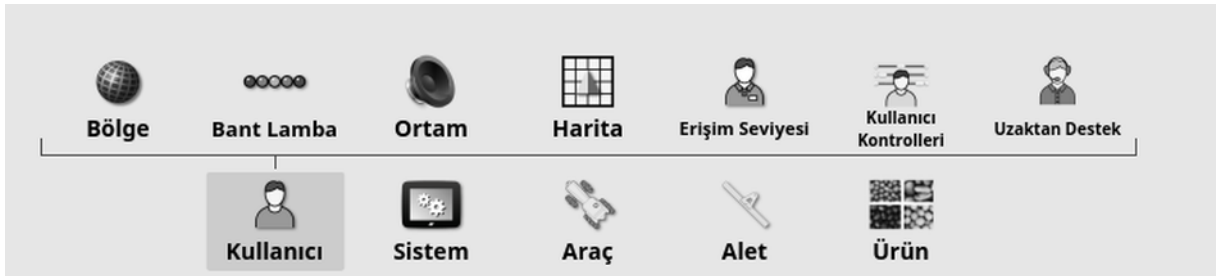 Bölge
Bant Lamba
Ortam
Harita
Erişim Seviyesi
Kullanıcı
Kontrolleri
Uzaktan Destek
Kullanıcı
Sistem
Araç
Alet
Ürün